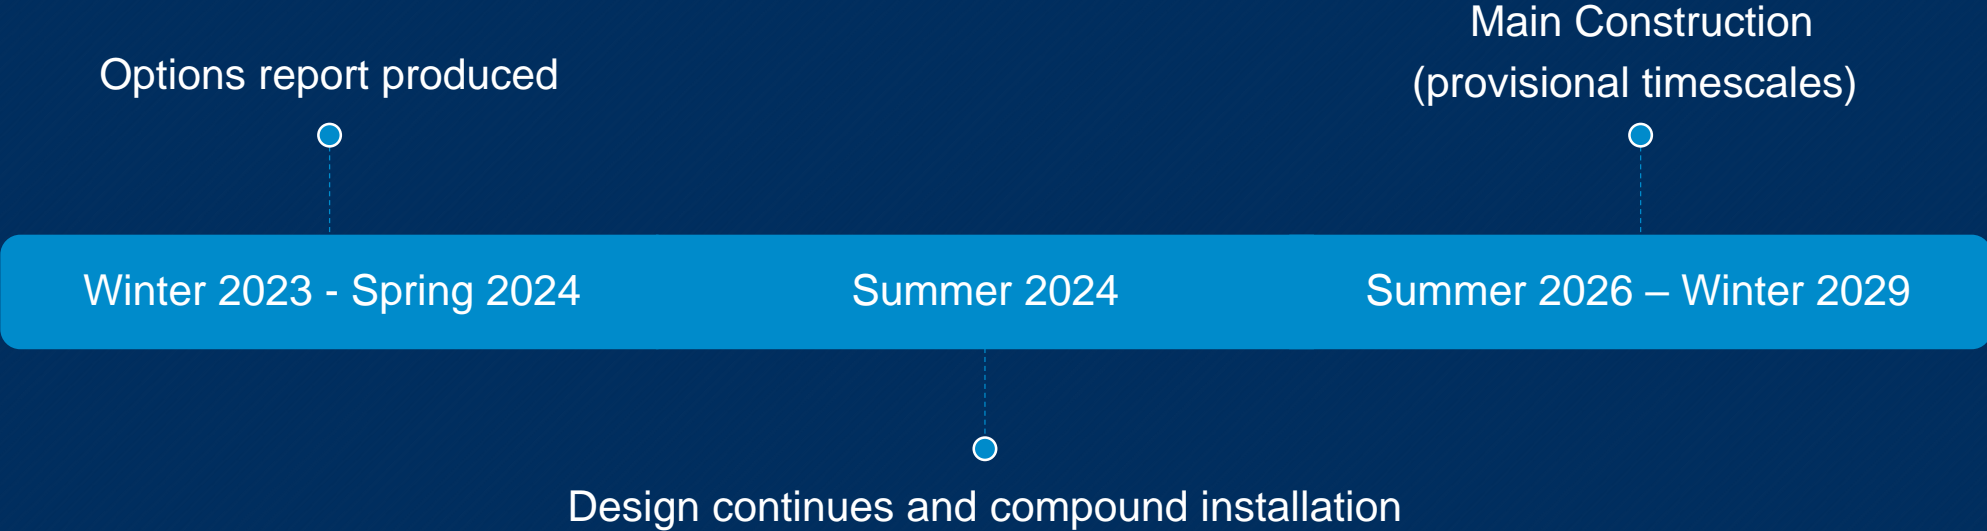 Main Construction
(provisional timescales)
Options report produced
Winter 2023 - Spring 2024
Summer 2024
Summer 2026 – Winter 2029
Design continues and compound installation